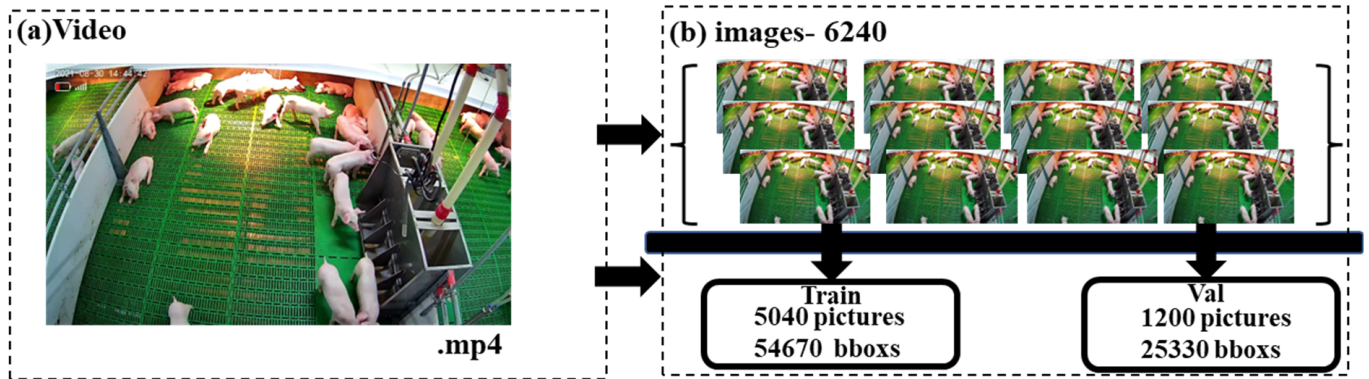 (a)Video
2021-08-30 14:44:42
.mp4
(b) images- 6240
Train
5040 pictures
54670 bboxs
Val
1200 pictures
25330 bboxs